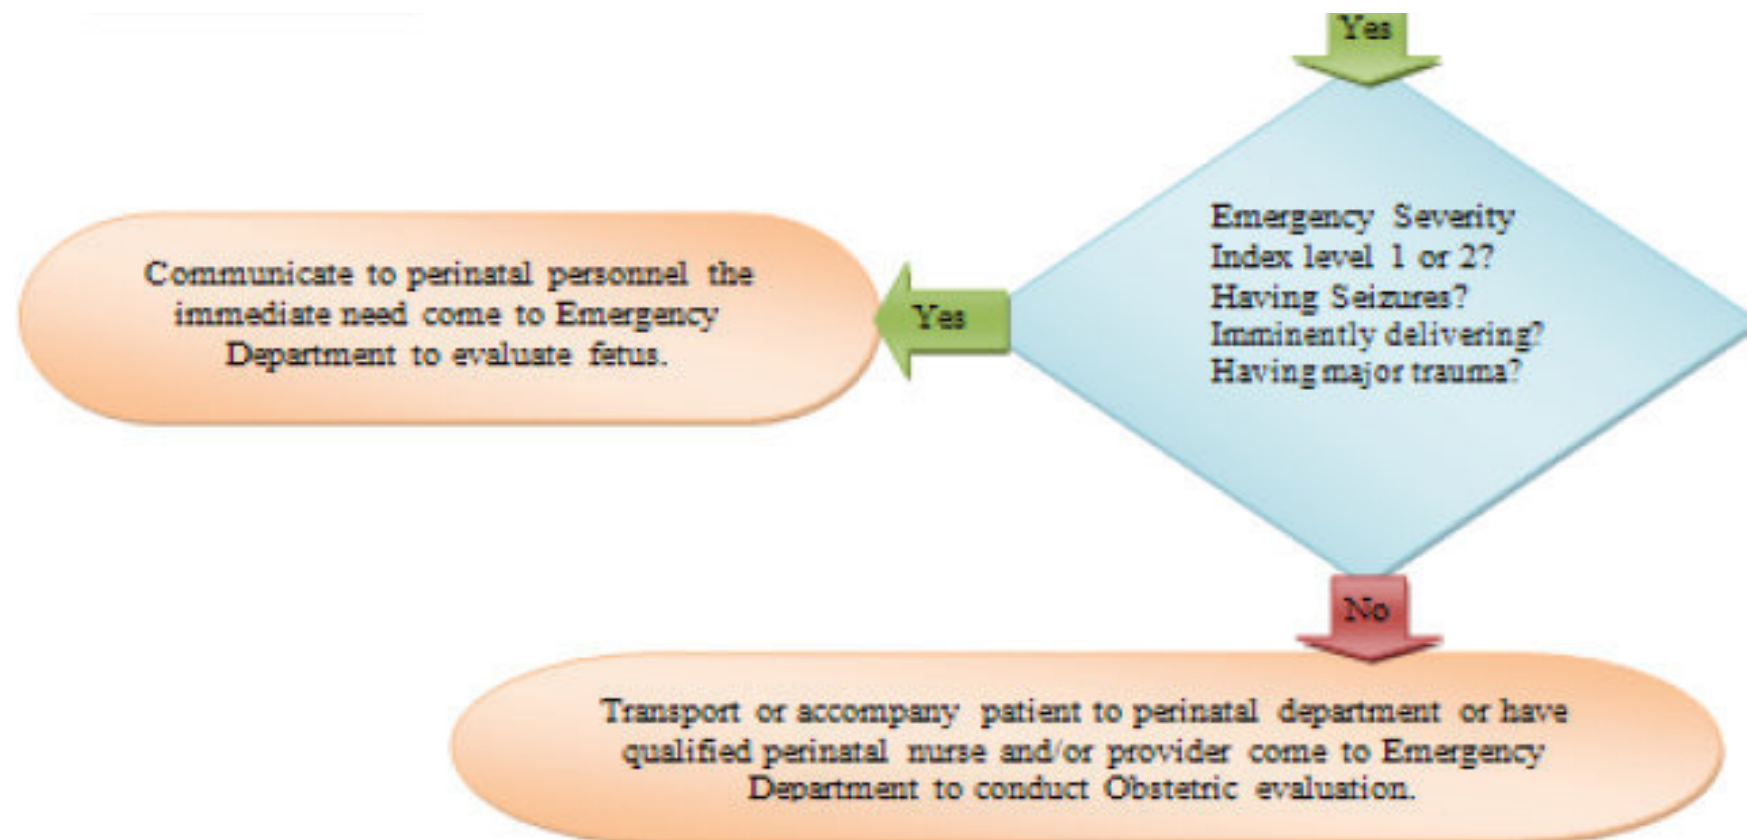 Yes
Emergency Severity
Index level 1 or 2?
Having Seizures?
Imminently delivering?
Having major trauma?
Yes
Communicate to perinatal personnel the
immediate need come to Emergency
Department to evaluate fetus.
No
Transport or accompany patient to perinatal department or have
qualified perinatal nurse and/or provider come to Emergency
Department to conduct Obstetric evaluation.